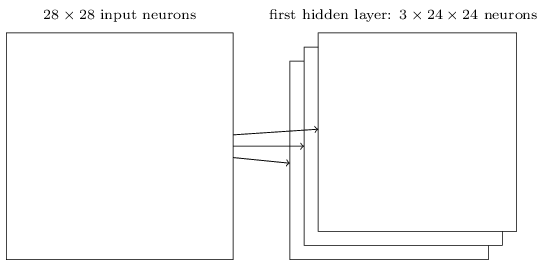 28 × 28 input neurons
first hidden layer: 3 × 24 × 24 neurons